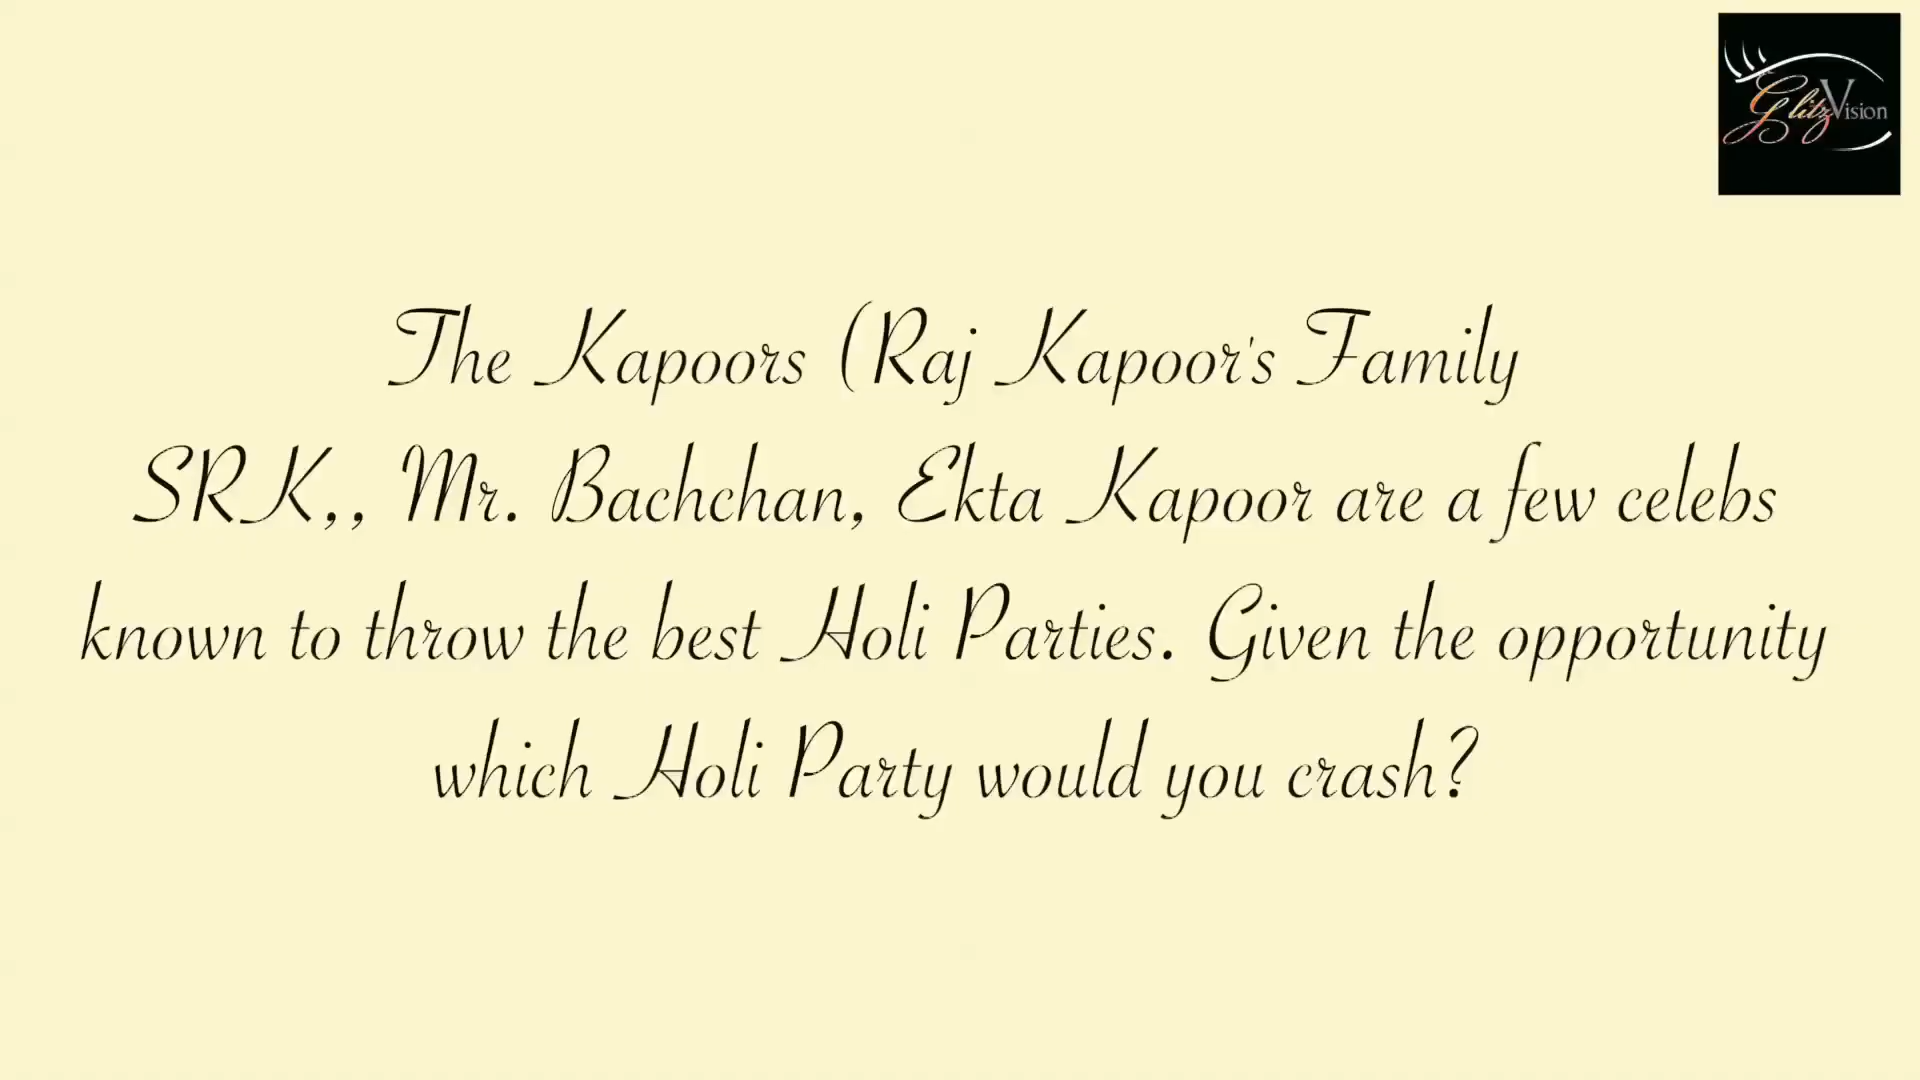 GlitzVision
The Kapoors (Raj Kapoor's Family
SRK,, Mr. Bachchan, Ekta Kapoor are a few celebs
known to throw the best Holi Parties. Given the opportunity
which Holi Party would you crash?